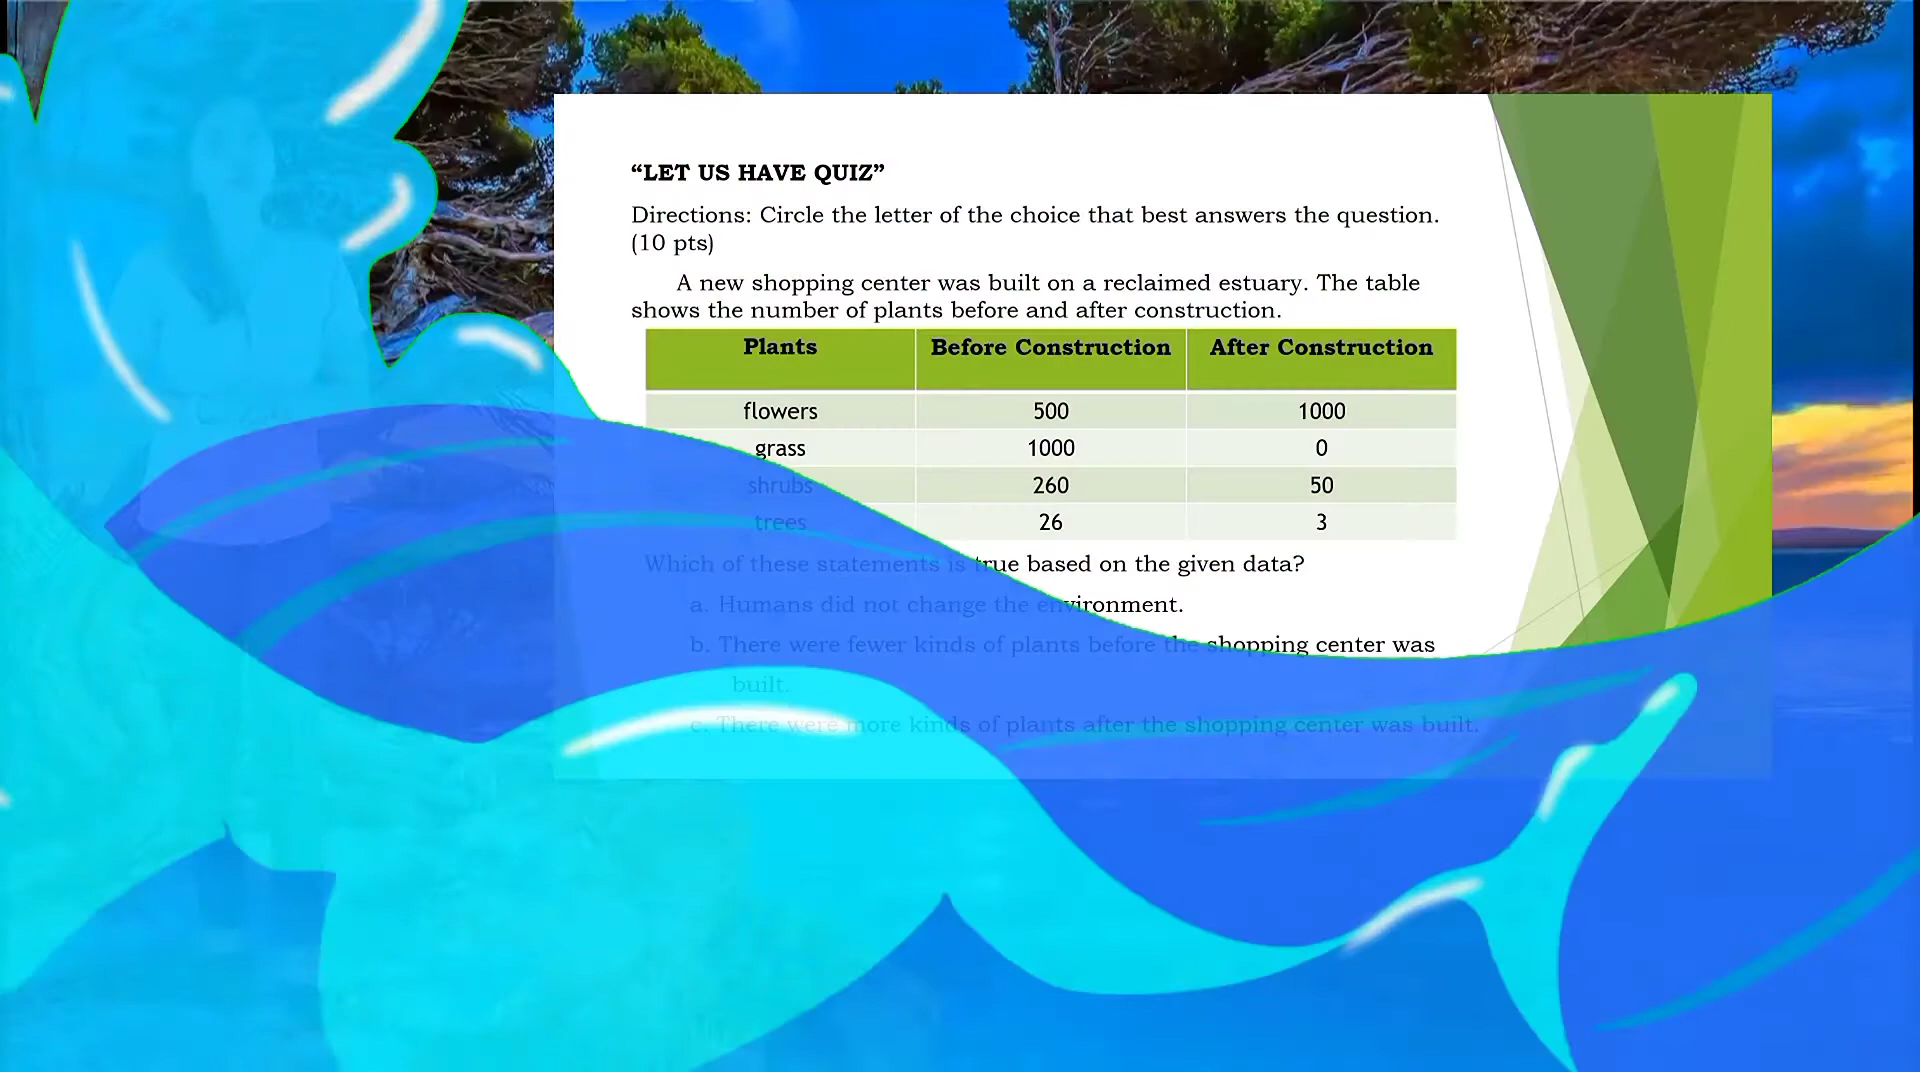 “LET US HAVE QUIZ”
Directions: Circle the letter of the choice that best answers the question.
(10 pts)
A new shopping center was built on a reclaimed estuary. The table
shows the number of plants before and after construction.
Plants Before Construction After Construction
flowers 500 1000
grass 1000 0
shrubs 260 50
trees 26 3
Which of these statements is true based on the given data?
a. Humans did not change the environment.
b. There were fewer kinds of plants before the shopping center was
built.
c. There were more kinds of plants after the shopping center was built.